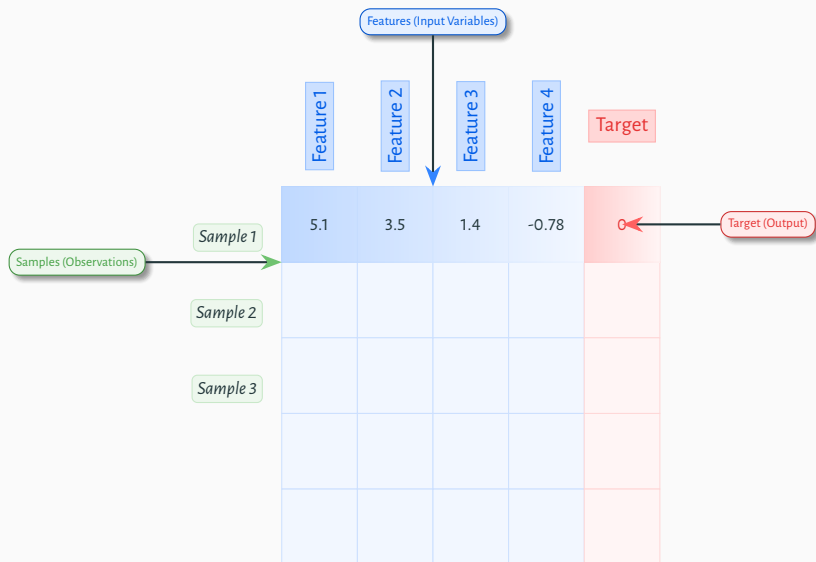 Features (Input Variables)
Feature 1
Feature 2
Feature 3
Feature 4
Target
Sample 1
5.1
3.5
1.4
-0.78
0
Target (Output)
Samples (Observations)
Sample 2
Sample 3